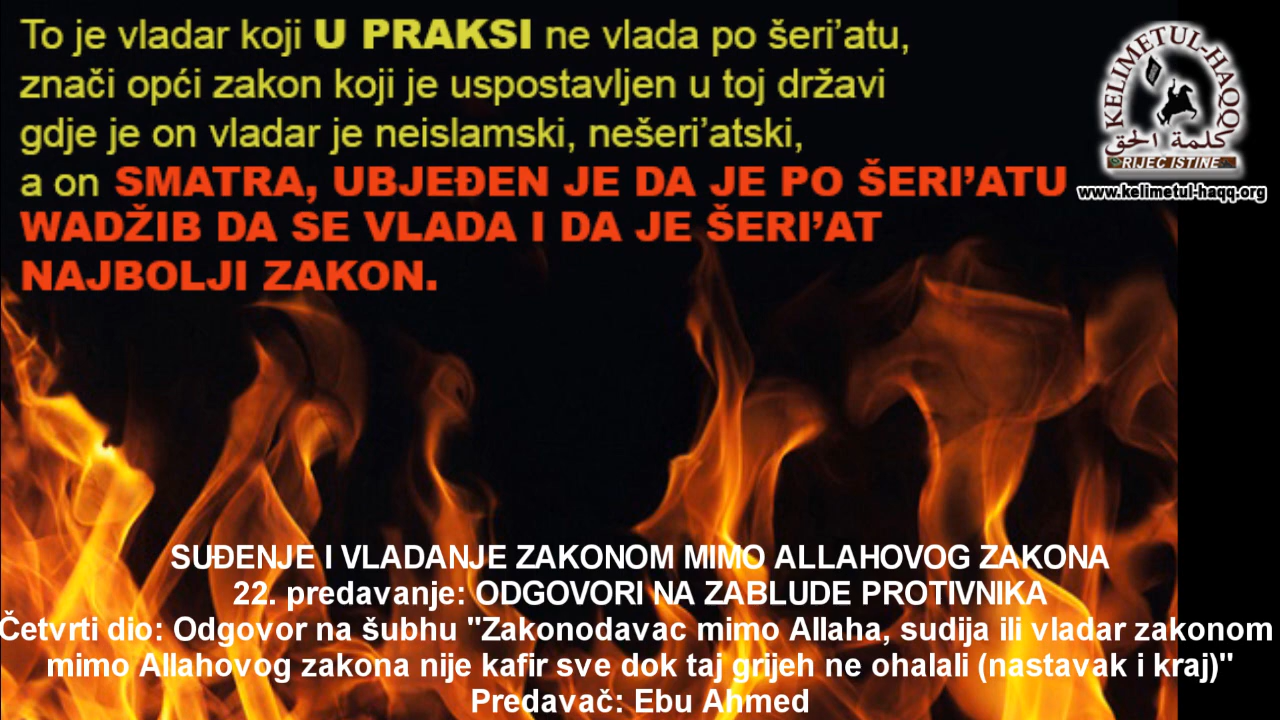 To je vladar koji U PRAKSI ne vlada po šeri’atu,
znači opći zakon koji je uspostavljen u toj državi
gdje je on vladar je neislamski, nešeri’atski,
a on SMATRA, UBJEĐEN JE DA JE PO ŠERI’ATU
WADŽIB DA SE VLADA I DA JE ŠERI’AT
NAJBOLJI ZAKON.
KELIMETUL-HAQQ
كلمة الحق
RIJEČ ISTINE
www.kelimetul-haqq.org
SUĐENJE I VLADANJE ZAKONOM MIMO ALLAHOVOG ZAKONA
22. predavanje: ODGOVORI NA ZABLUDE PROTIVNIKA
Četvrti dio: Odgovor na šubhu "Zakonodavac mimo Allaha, sudija ili vladar zakonom
mimo Allahovog zakona nije kafir sve dok taj grijeh ne ohalali (nastavak i kraj)"
Predavač: Ebu Ahmed